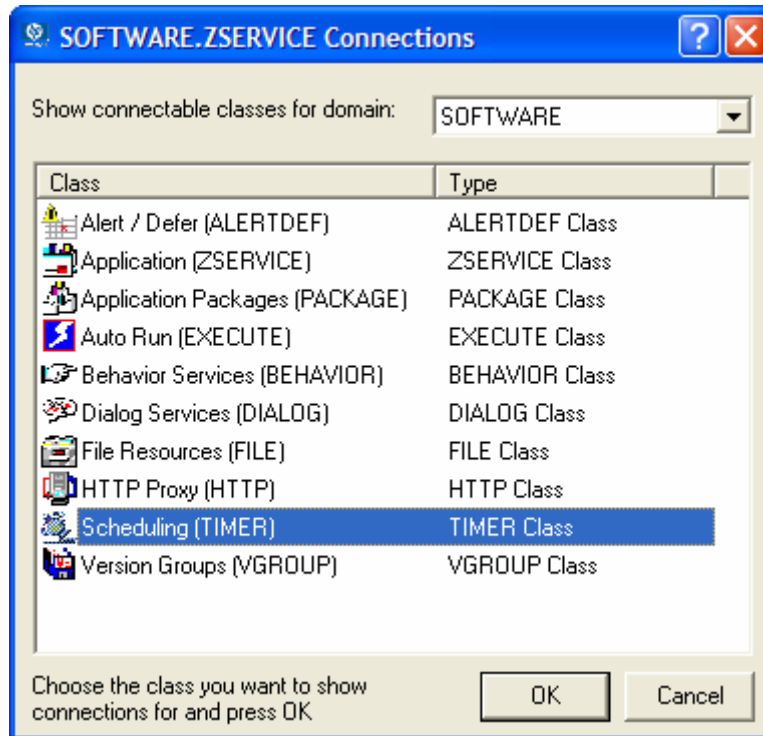 SOFTWARE.ZSERVICE Connections
Show connectable classes for domain: SOFTWARE
Class Type
Alert / Defer (ALERTDEF) ALERTDEF Class
Application (ZSERVICE) ZSERVICE Class
Application Packages (PACKAGE) PACKAGE Class
Auto Run (EXECUTE) EXECUTE Class
Behavior Services (BEHAVIOR) BEHAVIOR Class
Dialog Services (DIALOG) DIALOG Class
File Resources (FILE) FILE Class
HTTP Proxy (HTTP) HTTP Class
Scheduling (TIMER) TIMER Class
Version Groups (VGROUP) VGROUP Class
Choose the class you want to show
connections for and press OK
OK Cancel